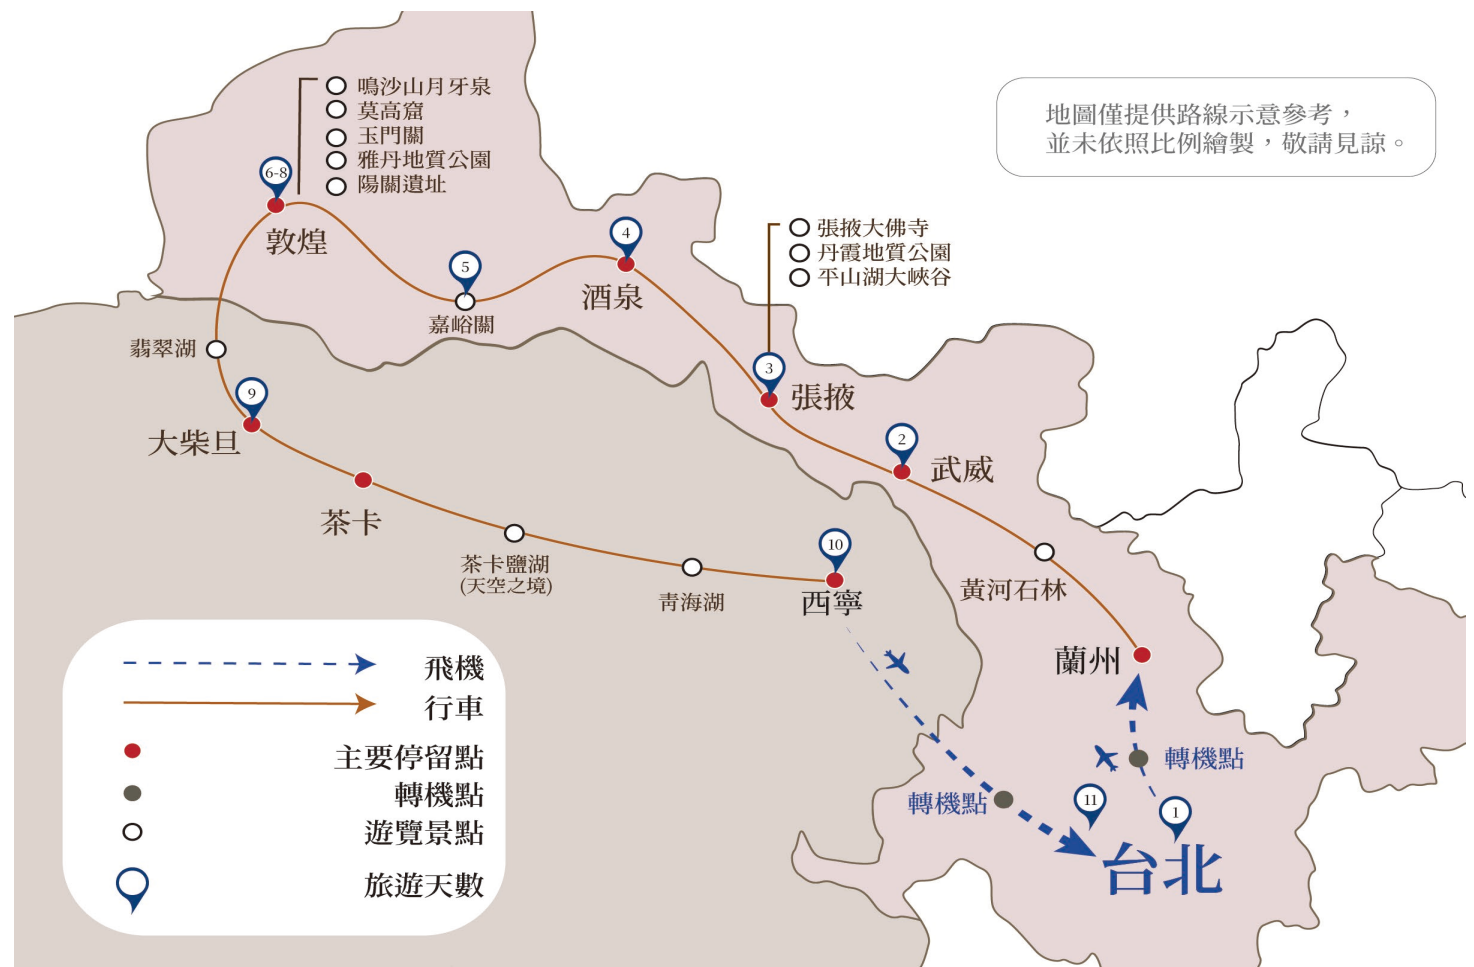 鳴沙山月牙泉
莫高窟
玉門關
雅丹地質公園
陽關遺址
地圖僅提供路線示意參考，
並未依照比例繪製，敬請見諒。
6-8
敦煌
5
嘉峪關
4
酒泉
張掖大佛寺
丹霞地質公園
平山湖大峽谷
3
張掖
翡翠湖
9
大柴旦
2
武威
茶卡
茶卡鹽湖
(天空之境)
青海湖
10
西寧
黃河石林
蘭州
轉機點
轉機點
11
1
台北
飛機
行車
主要停留點
轉機點
遊覽景點
旅遊天數